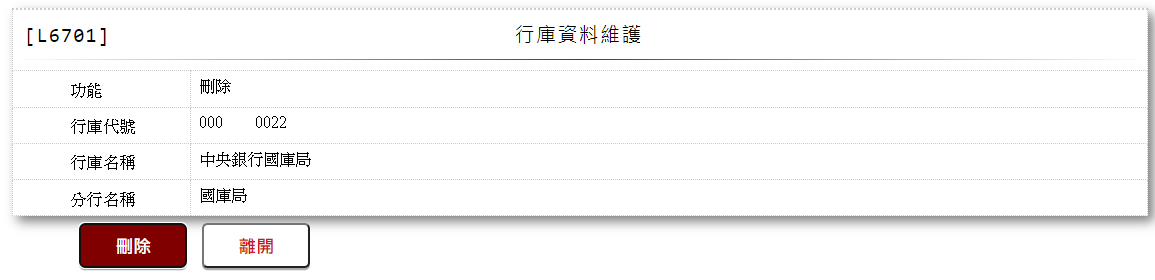 [L6701] 行庫資料維護
功能 刪除
行庫代號 000 0022
行庫名稱 中央銀行國庫局
分行名稱 國庫局
刪除 離開